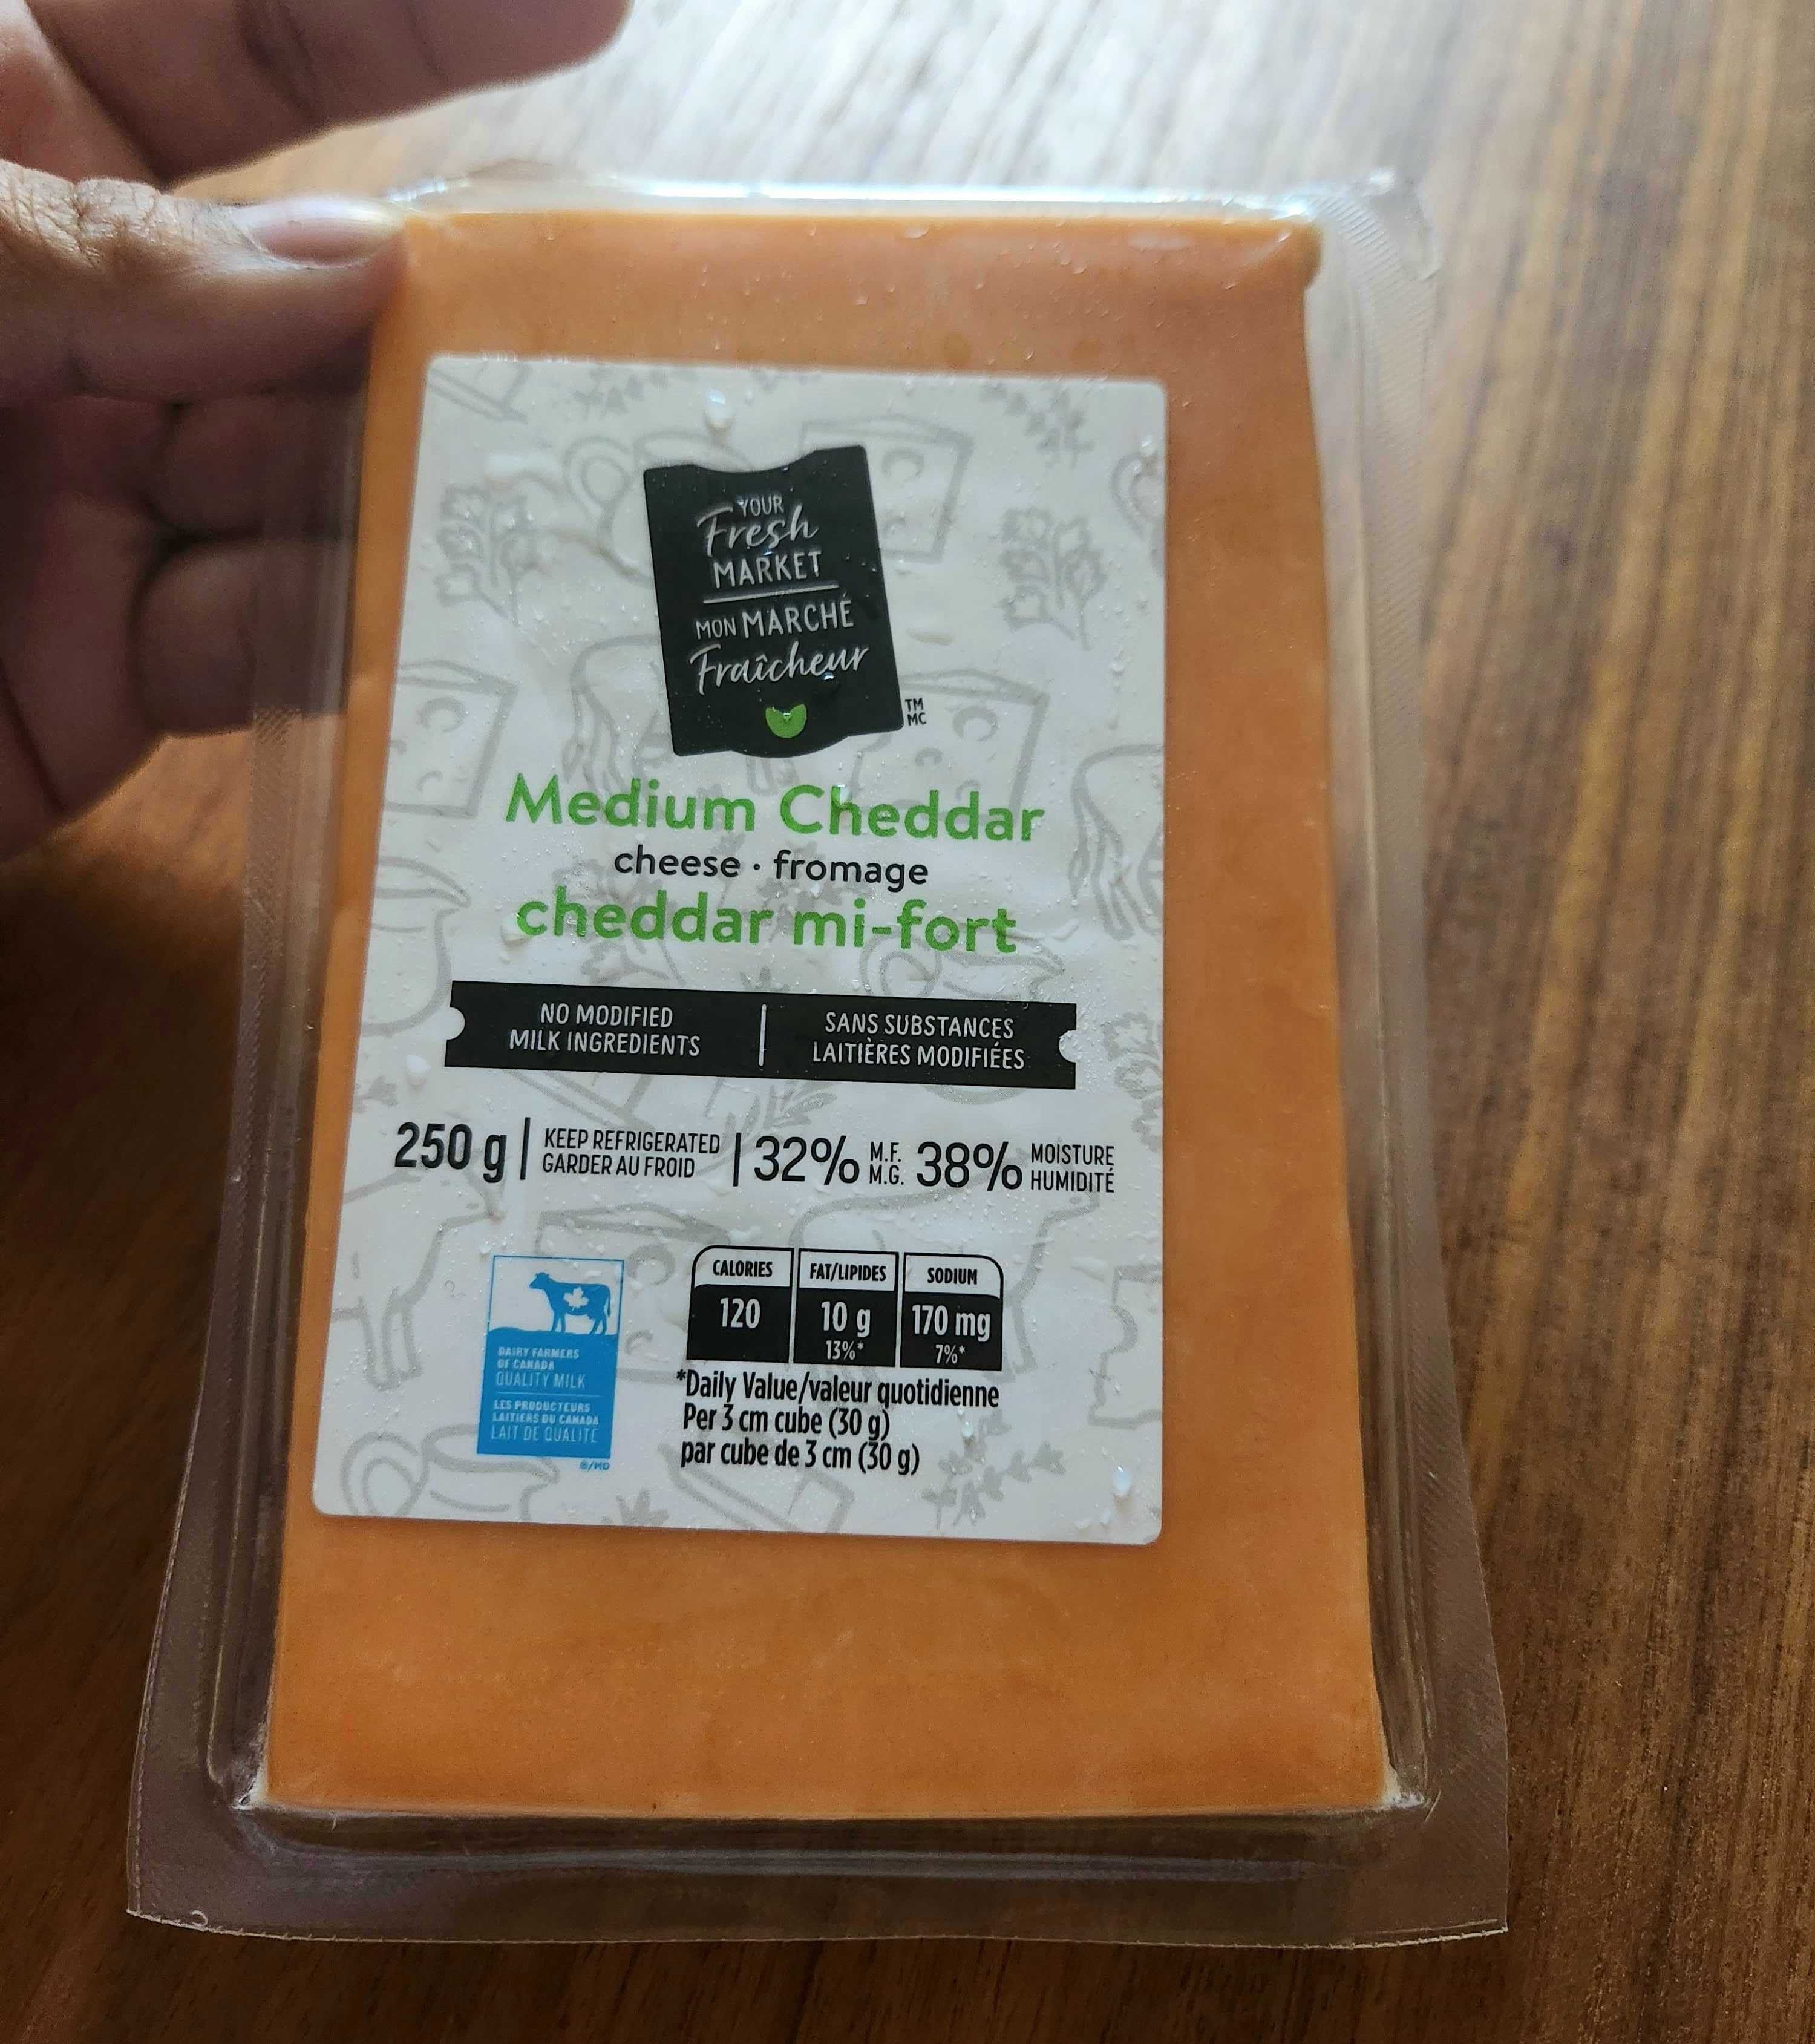 YOUR
Fresh
MARKET
MON MARCHÉ
Fraîcheur
TM
MC
Medium Cheddar
cheese · fromage
cheddar mi-fort
NO MODIFIED
MILK INGREDIENTS
SANS SUBSTANCES
LAITIÈRES MODIFIÉES
250 g
KEEP REFRIGERATED
GARDER AU FROID
32% M.F.
M.G.
38% MOISTURE
HUMIDITÉ
DAIRY FARMERS
OF CANADA
QUALITY MILK
LES PRODUCTEURS
LAITIERS DU CANADA
LAIT DE QUALITÉ
®/MD
CALORIES
120
FAT/LIPIDES
10 g
13%*
SODIUM
170 mg
7%*
*Daily Value/valeur quotidienne
Per 3 cm cube (30 g)
par cube de 3 cm (30 g)